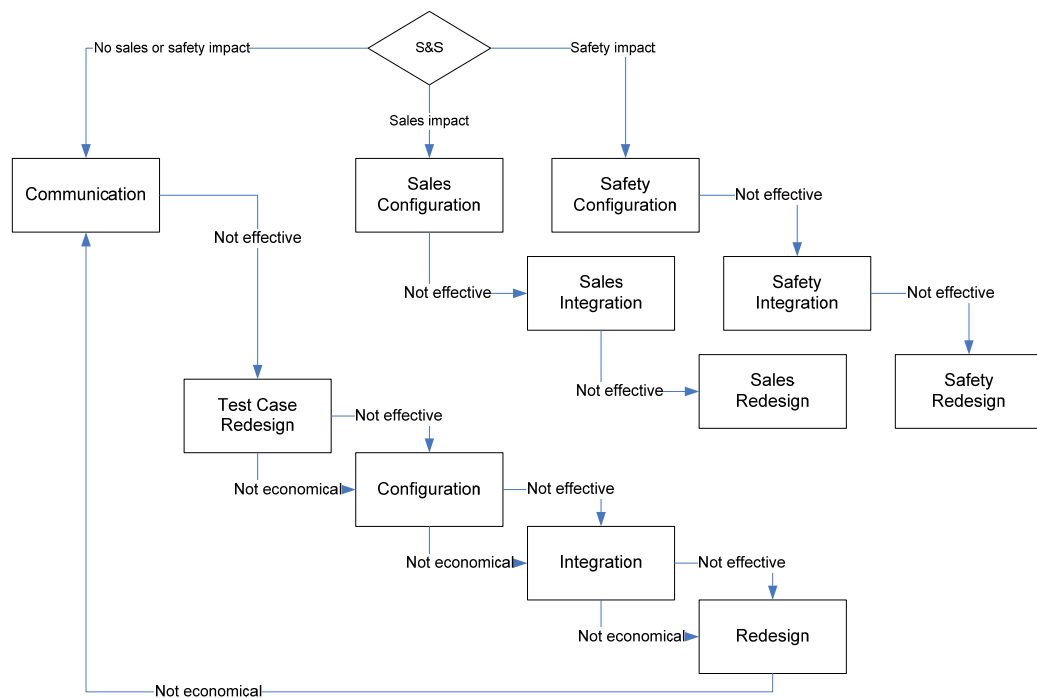 No sales or safety impact
S&S
Safety impact
Sales impact
Communication
Sales
Configuration
Safety
Configuration
Not effective
Not effective
Not effective
Sales
Integration
Safety
Integration
Not effective
Not effective
Sales
Redesign
Safety
Redesign
Test Case
Redesign
Not effective
Not economical
Configuration
Not effective
Not economical
Integration
Not effective
Not economical
Redesign
Not economical